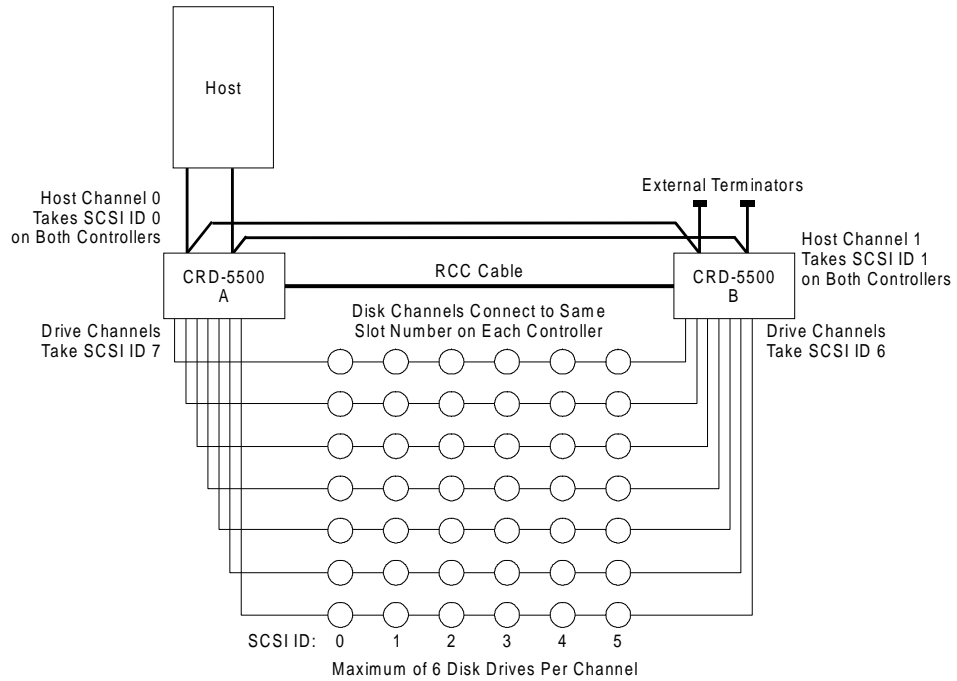 Host
Host Channel 0
Takes SCSI ID 0
on Both Controllers
External Terminators
Host Channel 1
Takes SCSI ID 1
on Both Controllers
CRD-5500
A
RCC Cable
CRD-5500
B
Disk Channels Connect to Same
Slot Number on Each Controller
Drive Channels
Take SCSI ID 7
Drive Channels
Take SCSI ID 6
SCSI ID: 0 1 2 3 4 5
Maximum of 6 Disk Drives Per Channel